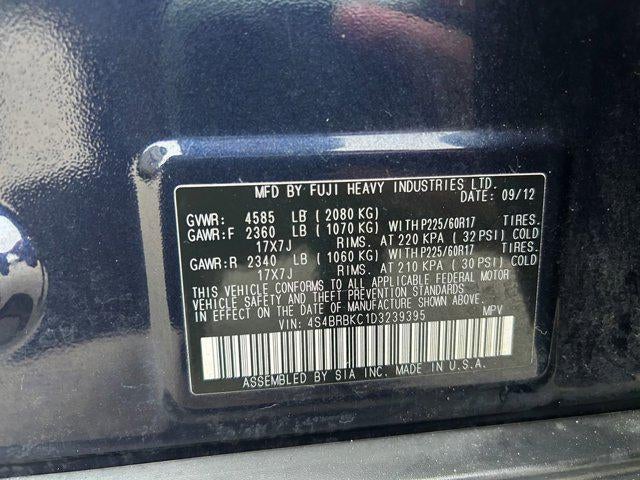 MFD BY FUJI HEAVY INDUSTRIES LTD.
DATE: 09/12
GVWR: 4585 LB ( 2080 KG)
GAWR:F 2360 LB ( 1070 KG) WITH P225/60R17 TIRES.
17X7J RIMS. AT 220 KPA ( 32 PSI) COLD
GAWR:R 2340 LB ( 1060 KG) WITH P225/60R17 TIRES.
17X7J RIMS. AT 210 KPA ( 30 PSI) COLD
THIS VEHICLE CONFORMS TO ALL APPLICABLE FEDERAL MOTOR
VEHICLE SAFETY AND THEFT PREVENTION STANDARDS IN
EFFECT ON THE DATE OF MANUFACTURE SHOWN ABOVE.
VIN: 4S4BRBKC1D3239395 MPV
ASSEMBLED BY SIA INC. MADE IN U.S.A.